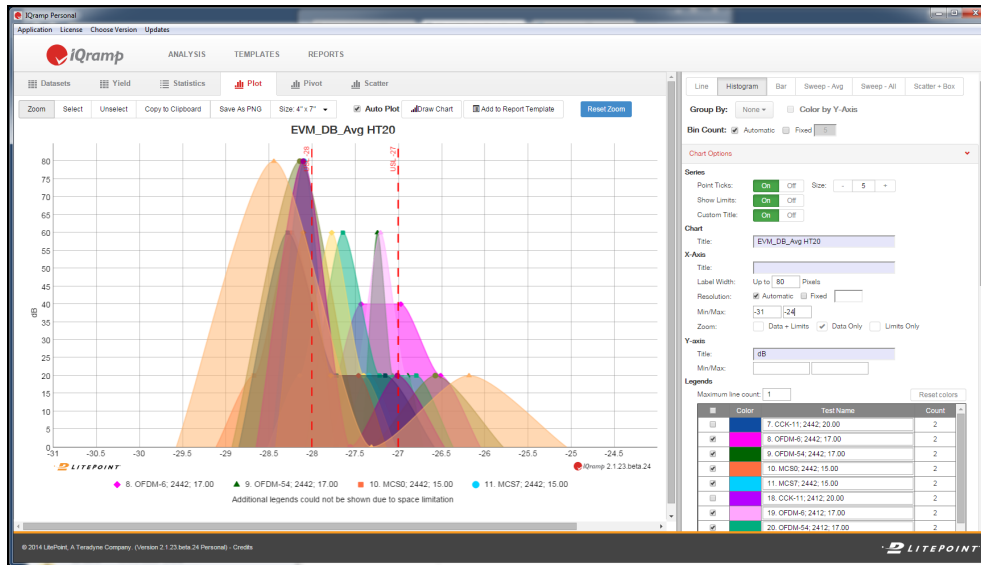 IQramp Personal
Application License Choose Version Updates
iQramp ANALYSIS TEMPLATES REPORTS
Datasets Yield Statistics Plot Pivot Scatter
Zoom Select Unselect Copy to Clipboard Save As PNG Size: 4" x 7" Auto Plot Draw Chart Add to Report Template Reset Zoom
EVM_DB_Avg HT20
USL -28
USL -27
80
75
70
65
60
55
50
45
40
35
30
25
20
15
10
5
0
dB
-31 -30.5 -30 -29.5 -29 -28.5 -28 -27.5 -27 -26.5 -26 -25.5 -25 -24.5
LITEPOINT
IQramp 2.1.23.beta.24
8. OFDM-6; 2442; 17.00 9. OFDM-54; 2442; 17.00 10. MCS0; 2442; 15.00 11. MCS7; 2442; 15.00
Additional legends could not be shown due to space limitation
Line Histogram Bar Sweep - Avg Sweep - All Scatter + Box
Group By: None Color by Y-Axis
Bin Count: Automatic Fixed 5
Chart Options
Series
Point Ticks: On Off Size: - 5 +
Show Limits: On Off
Custom Title: On Off
Chart
Title: EVM_DB_Avg HT20
X-Axis
Title:
Label Width: Up to 80 Pixels
Resolution: Automatic Fixed
Min/Max: -31 -24
Zoom: Data + Limits Data Only Limits Only
Y-axis
Title: dB
Min/Max:
Legends
Maximum line count: 1 Reset colors
Color Test Name Count
7. CCK-11; 2442; 20.00 2
8. OFDM-6; 2442; 17.00 2
9. OFDM-54; 2442; 17.00 2
10. MCS0; 2442; 15.00 2
11. MCS7; 2442; 15.00 2
18. CCK-11; 2412; 20.00 2
19. OFDM-6; 2412; 17.00 2
20. OFDM-54; 2412; 17.00 2
© 2014 LitePoint, A Teradyne Company. (Version 2.1.23.beta.24 Personal) - Credits
LITEPOINT